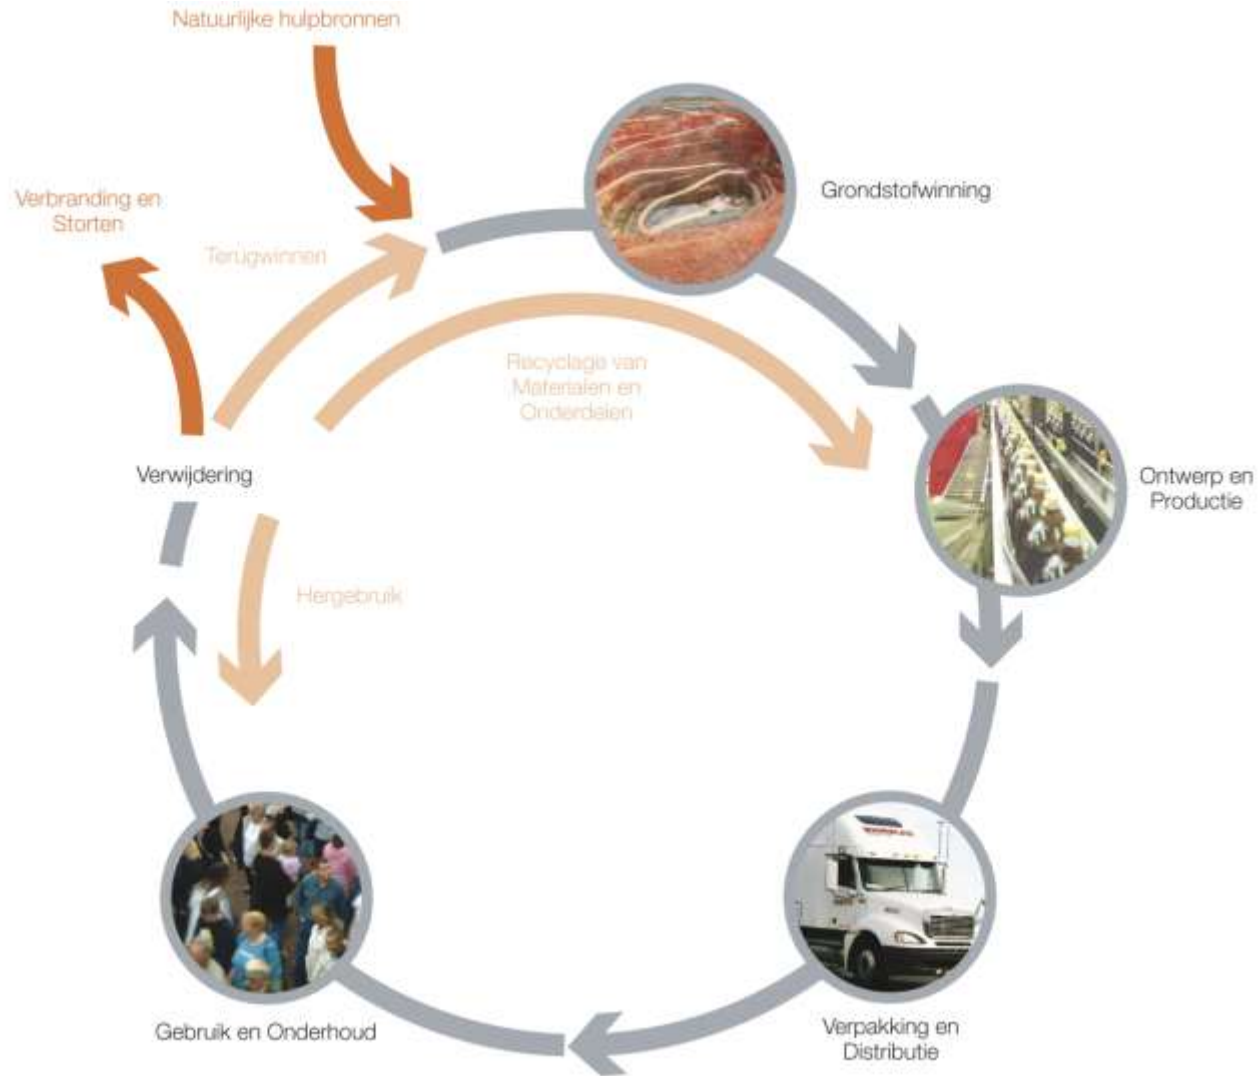 Natuurlijke hulpbronnen
Verbranding en
Storten
Grondstofwinning
Terugwinnen
Recyclage van
Materialen en
Onderdalen
Verwijdering
Ontwerp en
Productie
Hergebruik
Gebruik en Onderhoud
Verpakking en
Distributie